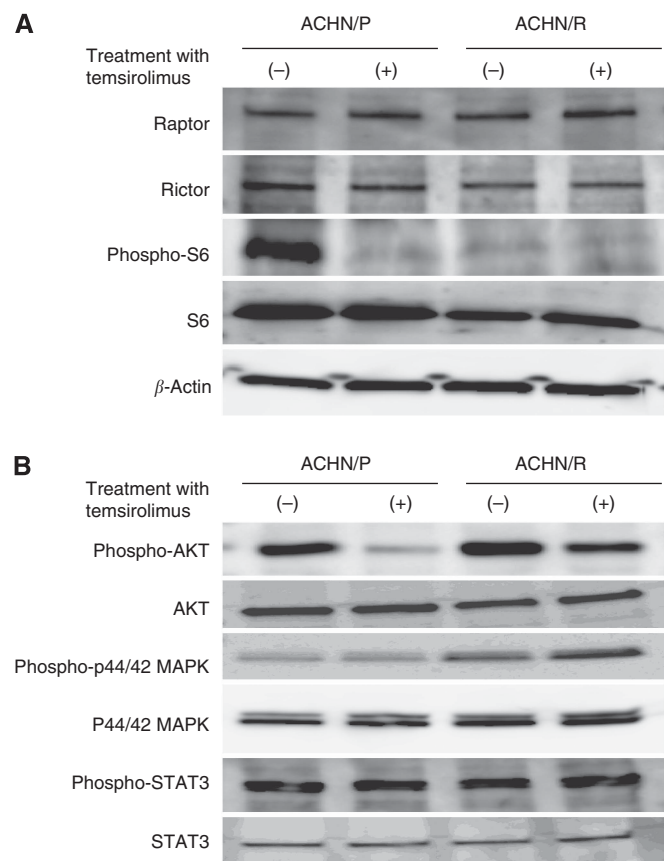 A
ACHN/P ACHN/R
Treatment with
temsirolimus
(–) (+) (–) (+)
Raptor
Rictor
Phospho-S6
S6
β-Actin
B
ACHN/P ACHN/R
Treatment with
temsirolimus
(–) (+) (–) (+)
Phospho-AKT
AKT
Phospho-p44/42 MAPK
P44/42 MAPK
Phospho-STAT3
STAT3